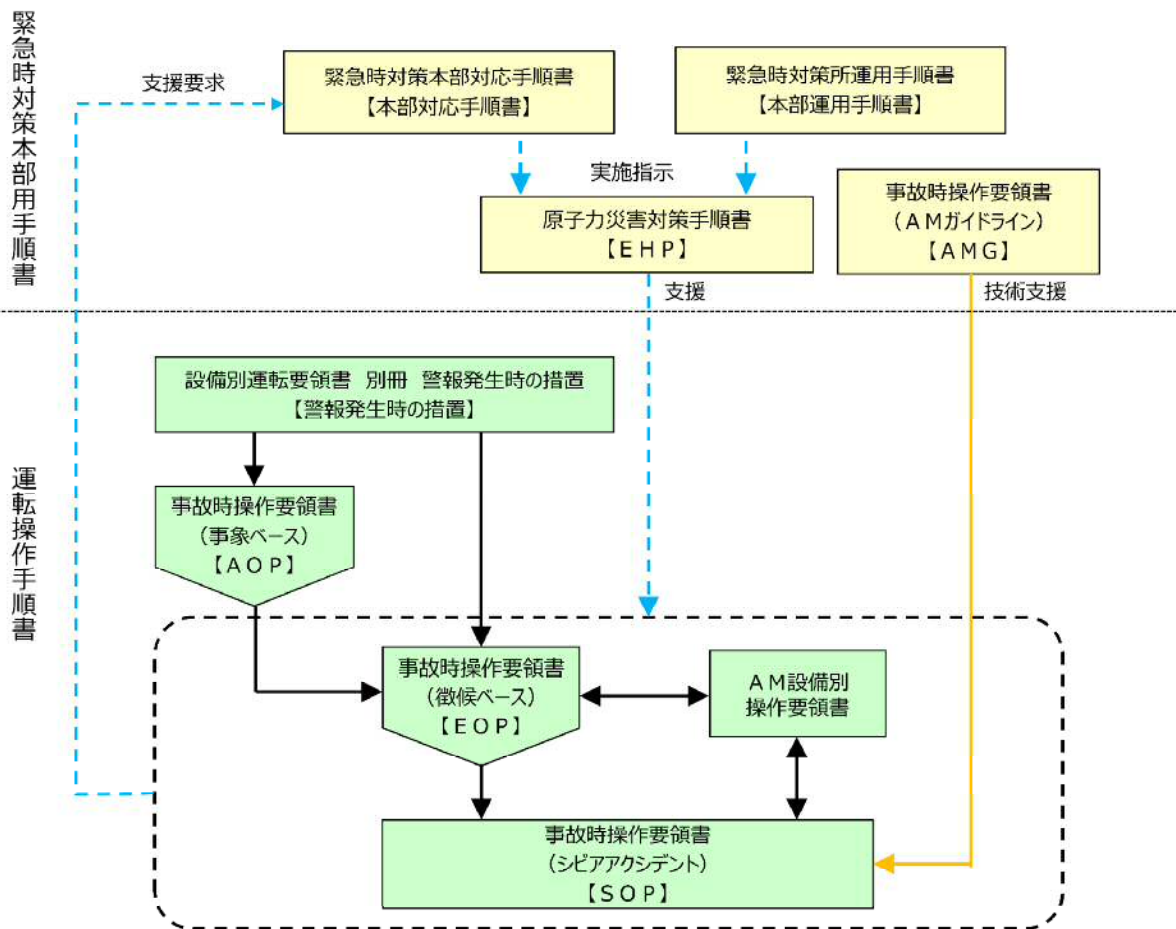 緊急時対策本部用手順書
支援要求
緊急時対策本部対応手順書
【本部対応手順書】
緊急時対策所運用手順書
【本部運用手順書】
実施指示
原子力災害対策手順書
【ＥＨＰ】
事故時操作要領書
（ＡＭガイドライン）
【ＡＭＧ】
支援
技術支援
運転操作手順書
設備別運転要領書　別冊　警報発生時の措置
【警報発生時の措置】
事故時操作要領書
（事象ベース）
【ＡＯＰ】
事故時操作要領書
（徴候ベース）
【ＥＯＰ】
ＡＭ設備別
操作要領書
事故時操作要領書
（シビアアクシデント）
【ＳＯＰ】